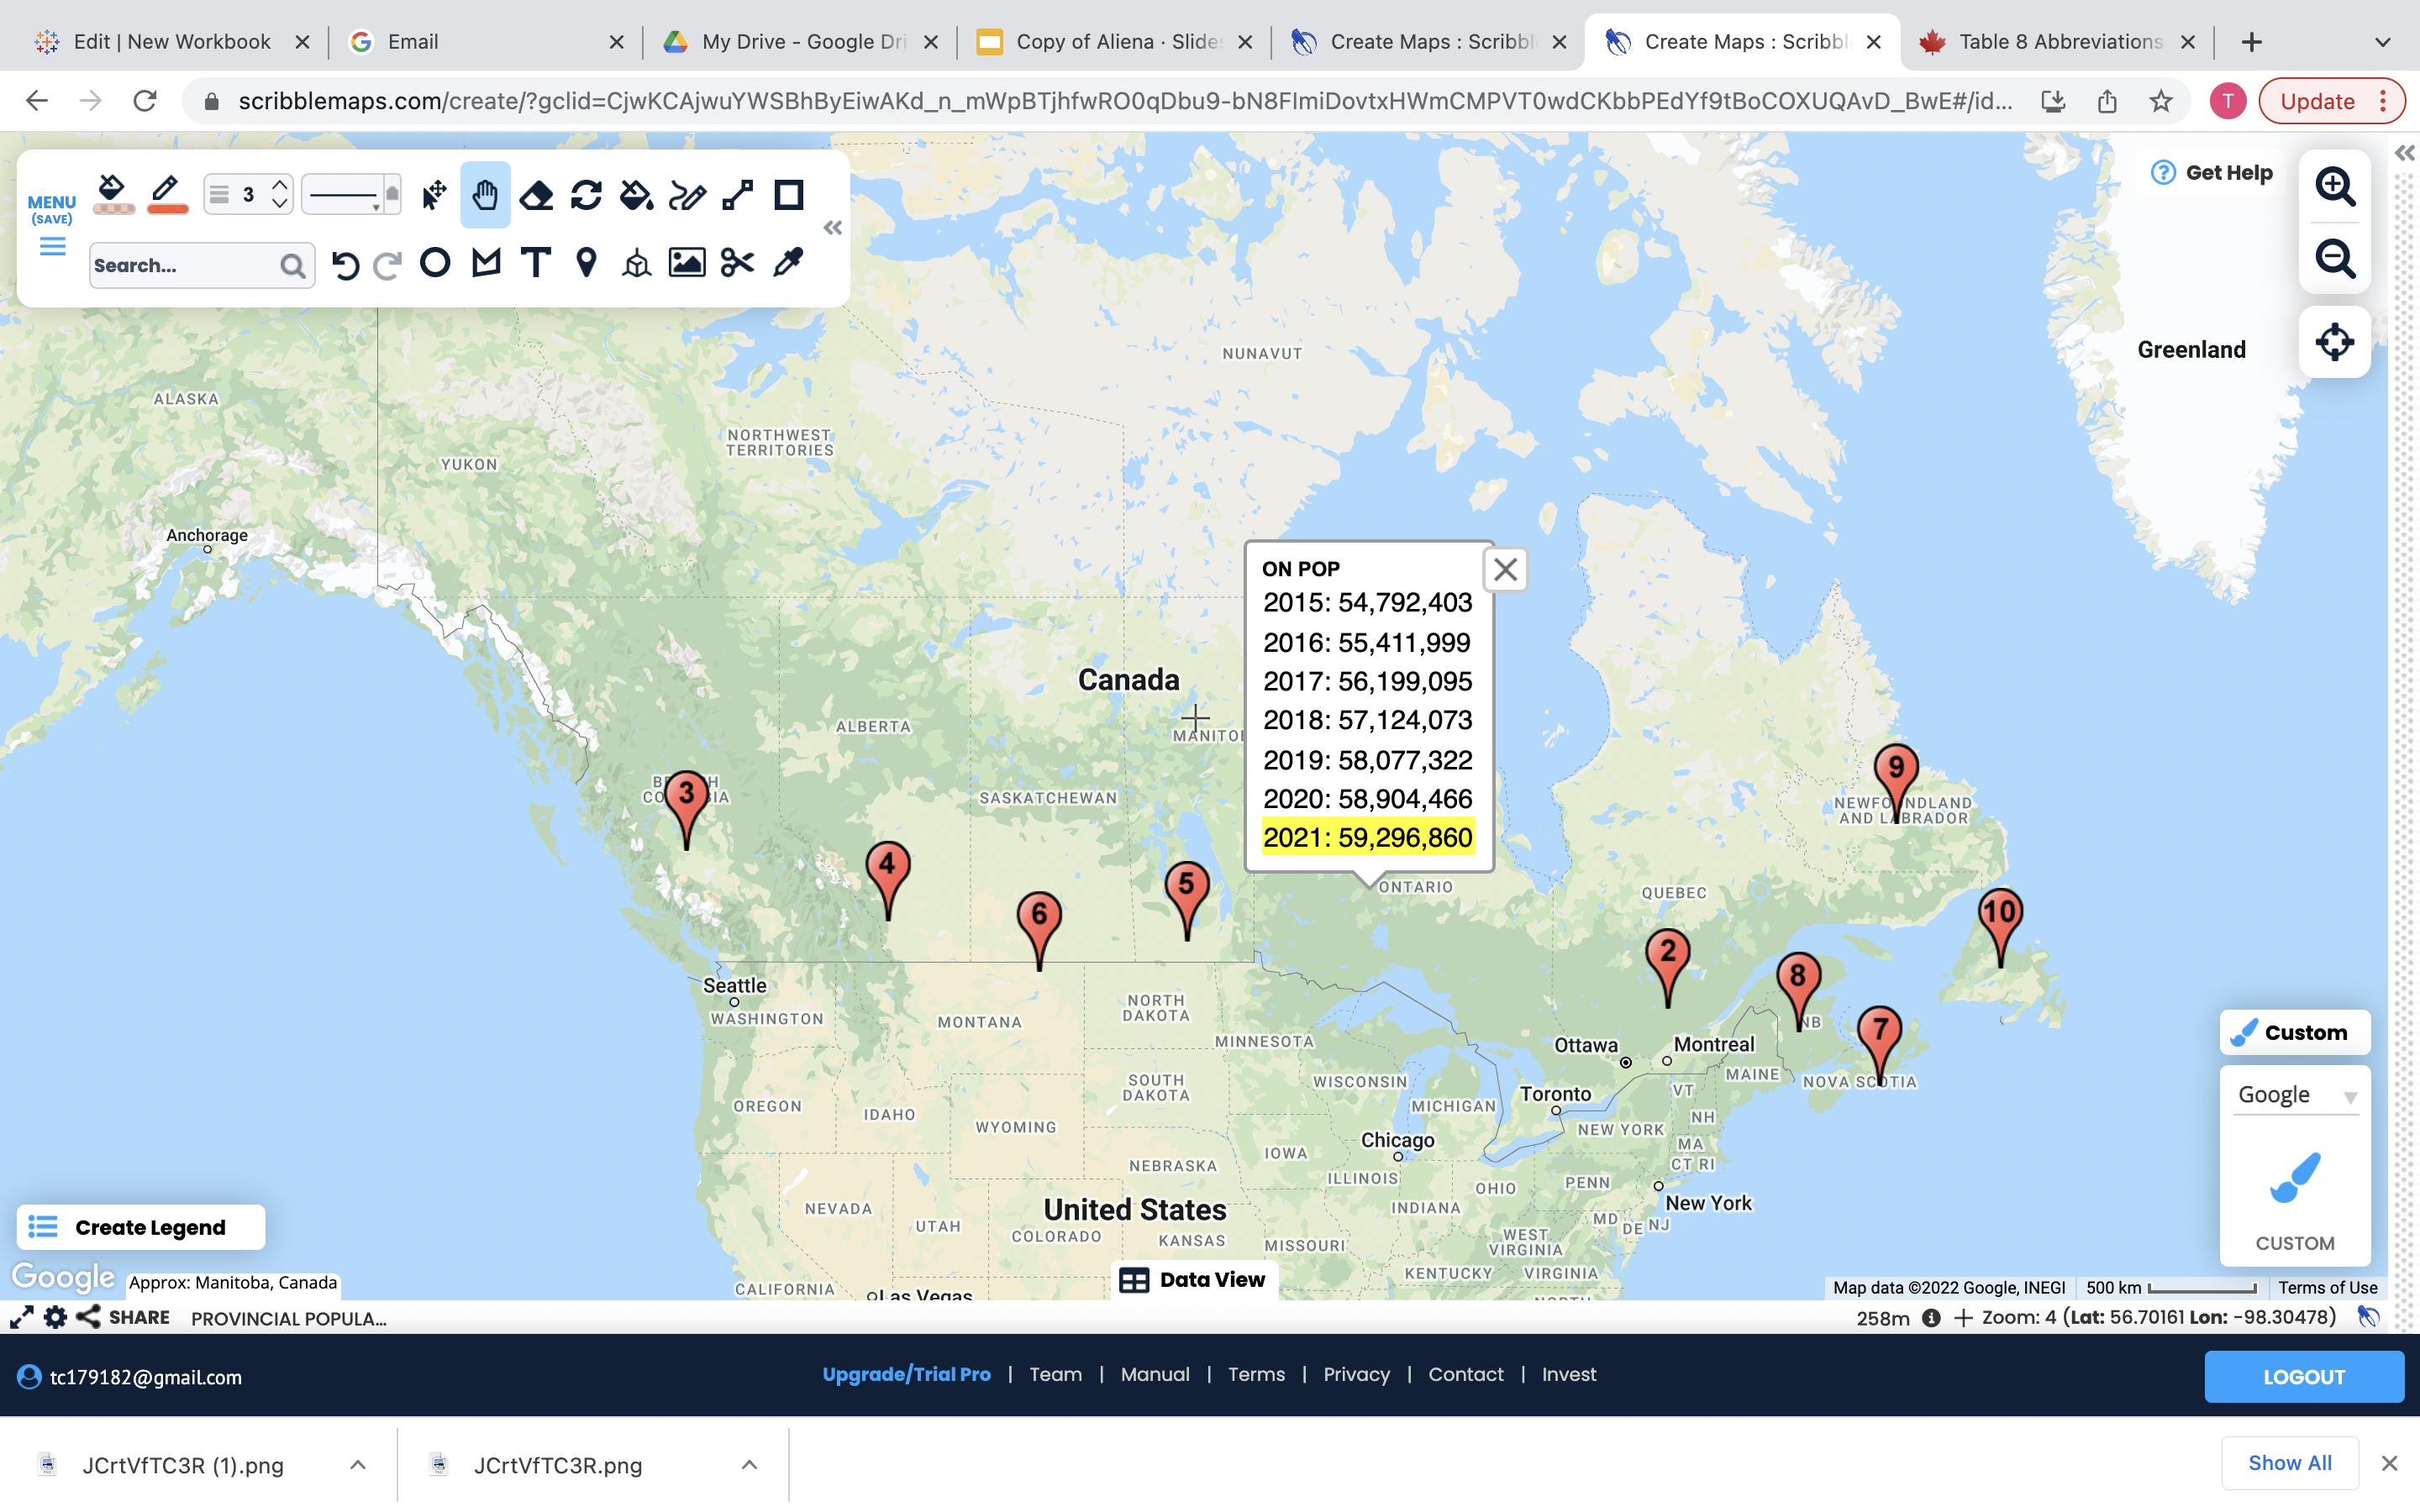 Edit | New Workbook
Email
My Drive - Google Dri
Copy of Aliena · Slides
Create Maps : Scribbl
Create Maps : Scribbl
Table 8 Abbreviations
scribblemaps.com/create/?gclid=CjwKCAjwuYWSBhByEiwAKd_n_mWpBTjhfwRO0qDbu9-bN8FImiDovtxHWmCMPVT0wdCKbbPEdYf9tBoCOXUQAvD_BwE#/id...
T
Update
MENU
(SAVE)
3
Search...
Get Help
Greenland
NUNAVUT
ALASKA
NORTHWEST
TERRITORIES
YUKON
Anchorage
ON POP
2015: 54,792,403
2016: 55,411,999
2017: 56,199,095
2018: 57,124,073
2019: 58,077,322
2020: 58,904,466
2021: 59,296,860
Canada
ALBERTA
MANITOB
SASKATCHEWAN
3
4
6
5
9
NEWFOUNDLAND
AND LABRADOR
ONTARIO
QUEBEC
10
2
8
NB
7
NOVA SCOTIA
Seattle
WASHINGTON
MONTANA
NORTH
DAKOTA
MINNESOTA
Ottawa
Montreal
MAINE
VT
SOUTH
DAKOTA
WISCONSIN
MICHIGAN
Toronto
OREGON
IDAHO
WYOMING
NH
NEW YORK
MA
CT RI
Chicago
IOWA
NEBRASKA
ILLINOIS
OHIO
PENN
INDIANA
New York
NEVADA
UTAH
United States
COLORADO
KANSAS
MISSOURI
WEST
VIRGINIA
MD
DE
NJ
KENTUCKY
VIRGINIA
CALIFORNIA
Las Vegas
Custom
Google
CUSTOM
Create Legend
Google
Approx: Manitoba, Canada
Data View
Map data ©2022 Google, INEGI
500 km
Terms of Use
SHARE
PROVINCIAL POPULA...
258m
Zoom: 4 (Lat: 56.70161 Lon: -98.30478)
tc179182@gmail.com
Upgrade/Trial Pro | Team | Manual | Terms | Privacy | Contact | Invest
LOGOUT
JCrtVfTC3R (1).png
JCrtVfTC3R.png
Show All